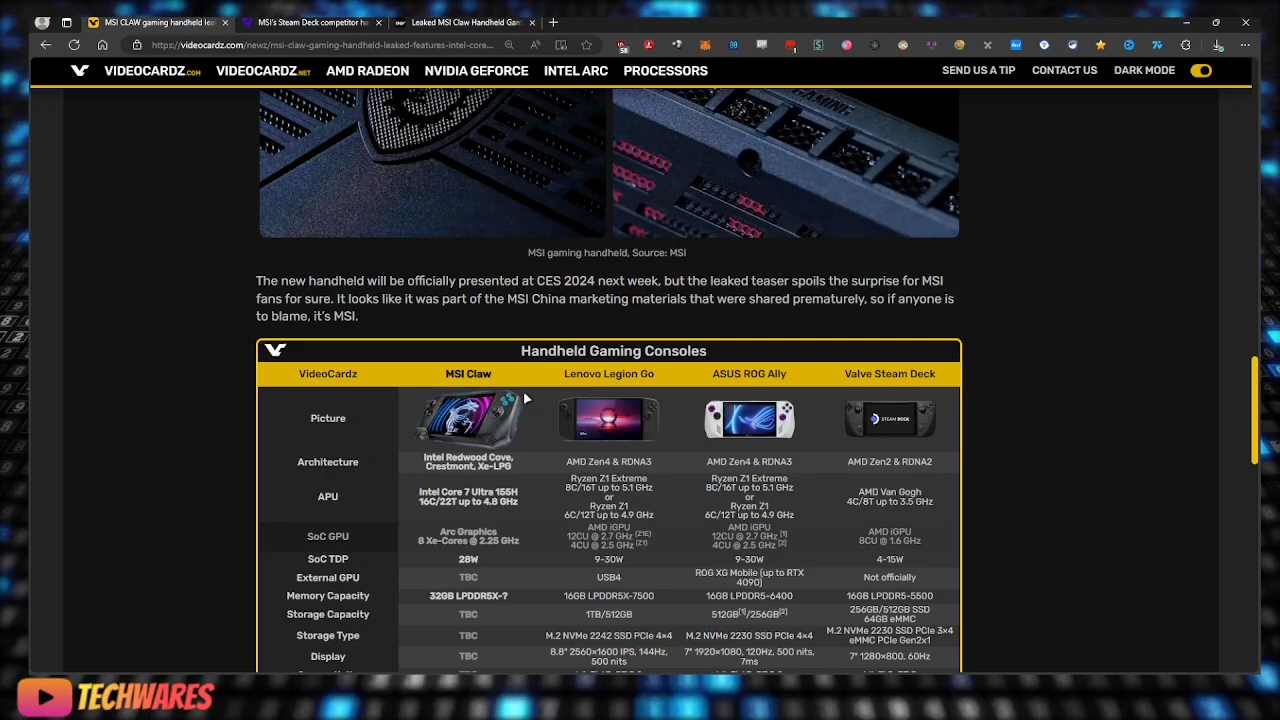 MSI CLAW gaming handheld lea
MSI's Steam Deck competitor ha
Leaked MSI Claw Handheld Gam
https://videocardz.com/newz/msi-claw-gaming-handheld-leaked-features-intel-core...
VIDEOCARDZ.COM VIDEOCARDZ.NET AMD RADEON NVIDIA GEFORCE INTEL ARC PROCESSORS SEND US A TIP CONTACT US DARK MODE
GAMING
MSI gaming handheld, Source: MSI
The new handheld will be officially presented at CES 2024 next week, but the leaked teaser spoils the surprise for MSI
fans for sure. It looks like it was part of the MSI China marketing materials that were shared prematurely, so if anyone is
to blame, it's MSI.
Handheld Gaming Consoles
VideoCardz MSI Claw Lenovo Legion Go ASUS ROG Ally Valve Steam Deck
Picture
STEAM DECK
Architecture
Intel Redwood Cove,
Crestmont, Xe-LPG
AMD Zen4 & RDNA3
AMD Zen4 & RDNA3
AMD Zen2 & RDNA2
APU
Intel Core 7 Ultra 155H
16C/22T up to 4.8 GHz
Ryzen Z1 Extreme
8C/16T up to 5.1 GHz
or
Ryzen Z1
6C/12T up to 4.9 GHz
Ryzen Z1 Extreme
8C/16T up to 5.1 GHz
or
Ryzen Z1
6C/12T up to 4.9 GHz
AMD Van Gogh
4C/8T up to 3.5 GHz
SoC GPU
Arc Graphics
8 Xe-Cores @ 2.25 GHz
AMD iGPU
12CU @ 2.7 GHz [Z1E]
4CU @ 2.5 GHz [Z1]
AMD iGPU
12CU @ 2.7 GHz [1]
4CU @ 2.5 GHz [2]
AMD iGPU
8CU @ 1.6 GHz
SoC TDP 28W 9-30W 9-30W 4-15W
External GPU TBC USB4
ROG XG Mobile (up to RTX
4090)
Not officially
Memory Capacity 32GB LPDDR5X-? 16GB LPDDR5X-7500 16GB LPDDR5-6400 16GB LPDDR5-5500
Storage Capacity TBC 1TB/512GB 512GB[1]/256GB[2]
256GB/512GB SSD
64GB eMMC
Storage Type TBC M.2 NVMe 2242 SSD PCIe 4x4 M.2 NVMe 2230 SSD PCIe 4x4
M.2 NVMe 2230 SSD PCIe 3x4
eMMC PCIe Gen2x1
Display TBC
8.8" 2560x1600 IPS, 144Hz,
500 nits
7" 1920x1080, 120Hz, 500 nits,
7ms
7" 1280x800, 60Hz
TECHWARES